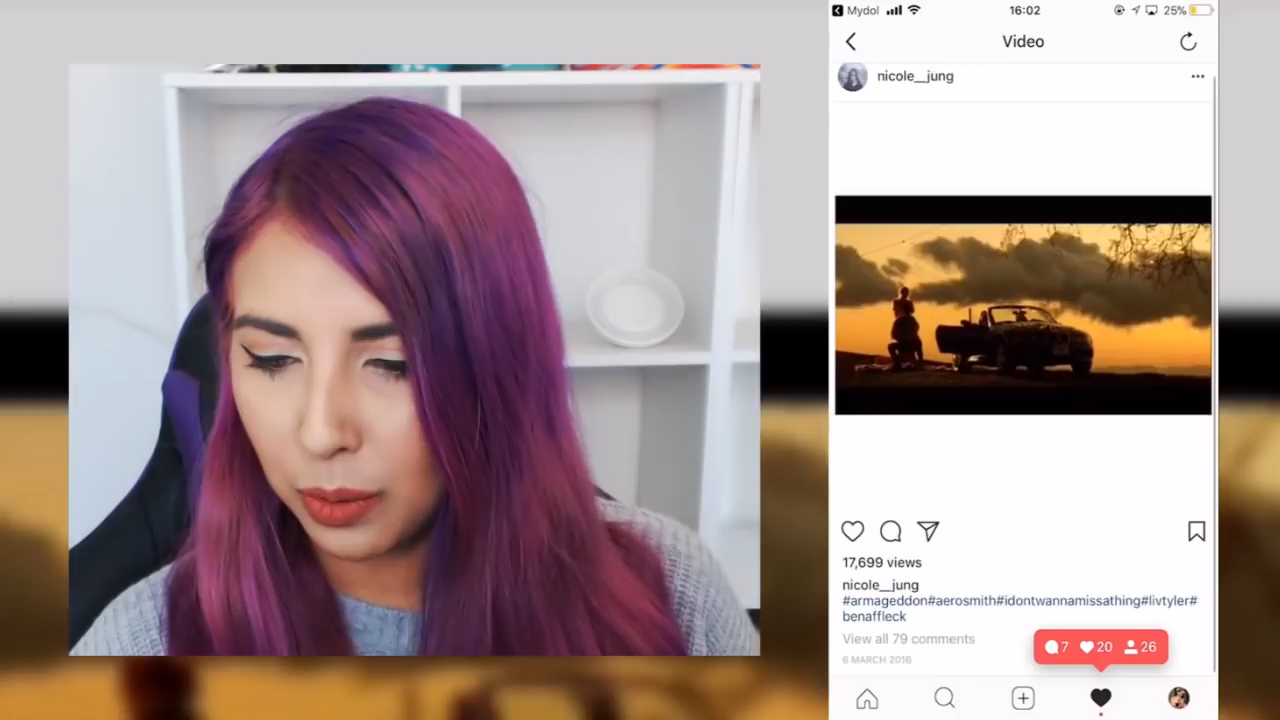 Mydol
16:02
25%
Video
nicole__jung
17,699 views
nicole__jung
#armageddon#aerosmith#idontwannamissathing#livtyler#
benaffleck
View all 79 comments
7 20 26
6 MARCH 2016